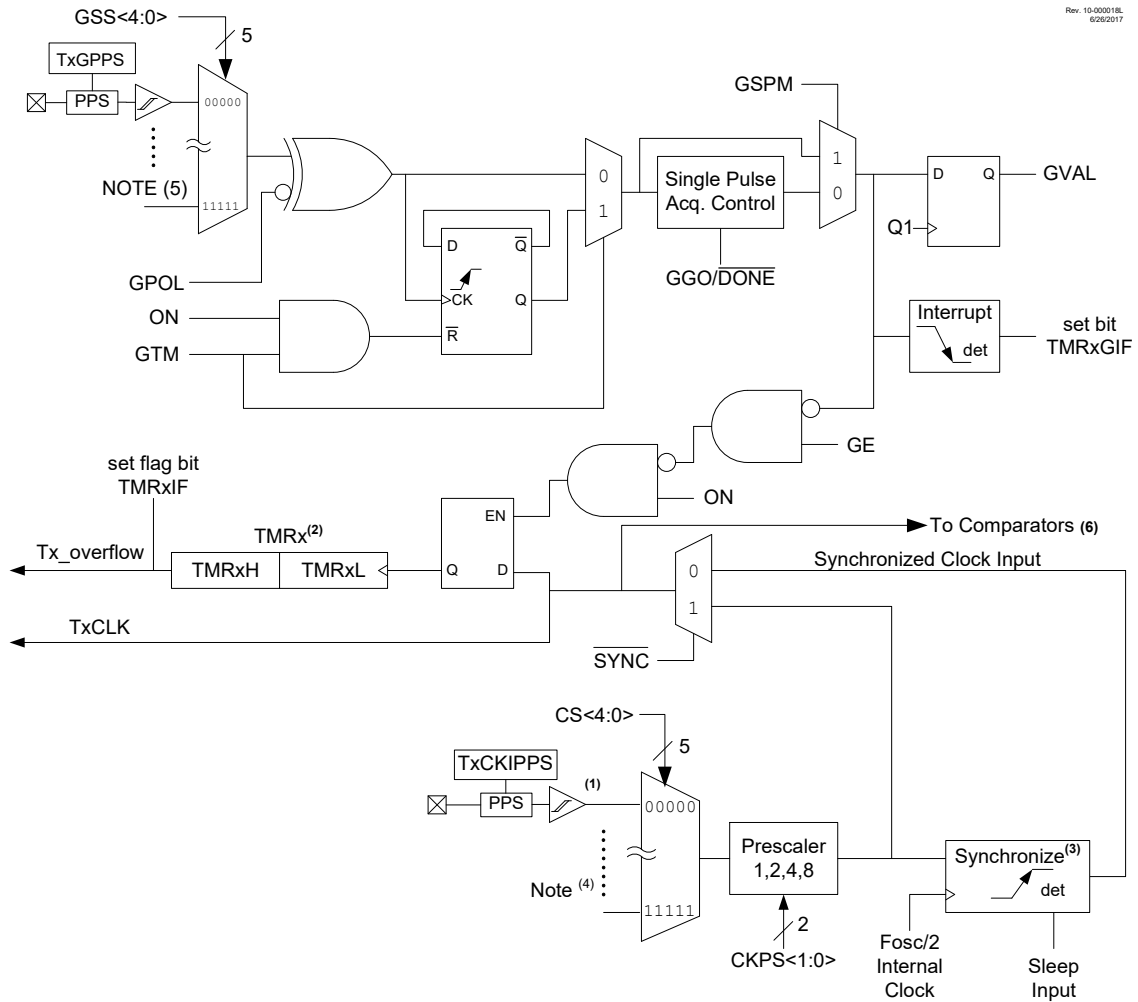 Rev. 10-000018L
6/26/2017
GSS<4:0>
5
TxGPPS
PPS
00000
NOTE (5)
11111
GPOL
ON
GTM
D
Q
CK
Q
R
0
1
Single Pulse
Acq. Control
GGO/DONE
GSPM
1
0
D
Q
GVAL
Q1
Interrupt
det
set bit
TMRxGIF
GE
ON
set flag bit
TMRxIF
Tx_overflow
TMRx(2)
TMRxH
TMRxL
EN
Q
D
To Comparators (6)
Synchronized Clock Input
0
1
TxCLK
SYNC
CS<4:0>
5
TxCKIPPS
PPS
(1)
00000
Note (4)
11111
Prescaler
1,2,4,8
2
CKPS<1:0>
Synchronize(3)
det
Fosc/2
Internal
Clock
Sleep
Input